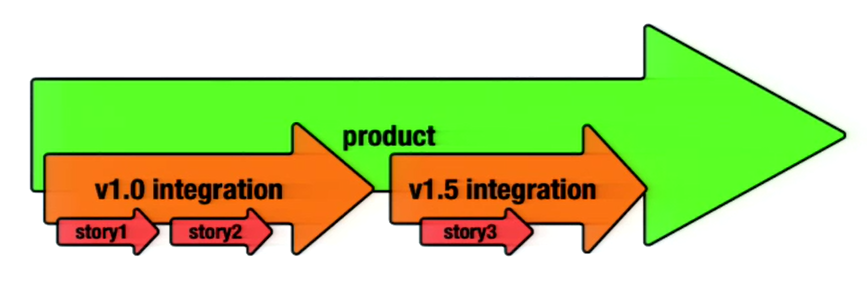 product
v1.0 integration
v1.5 integration
story1
story2
story3